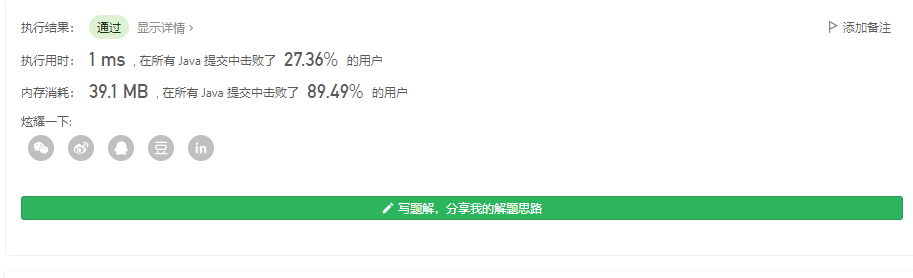 执行结果： 通过 显示详情 › 添加备注
执行用时： 1 ms , 在所有 Java 提交中击败了 27.36% 的用户
内存消耗： 39.1 MB , 在所有 Java 提交中击败了 89.49% 的用户
炫耀一下:
豆 in
写题解，分享我的解题思路